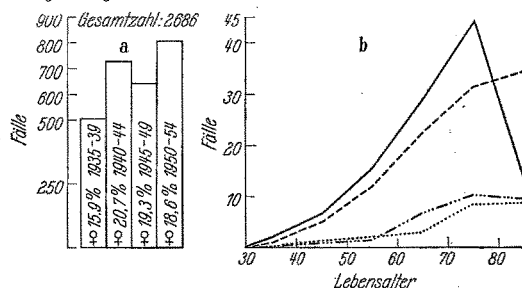 900
800
700
600
500
250
Fälle
Gesamtzahl: 2686
a
♀ 15,9% 1935-39
♀ 20,7% 1940-44
♀ 19,3% 1945-49
♀ 18,6% 1950-54
b
45
45
30
20
10
Fälle
30 40 50 60 70 80
Lebensalter